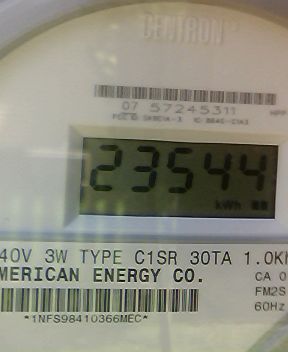 CENTRON
07 57245311
23544
kWh
40V 3W TYPE C1SR 30TA 1.0K
MERICAN ENERGY CO.
CA 0
FM2S
60Hz
*1NFS98410366MEC*